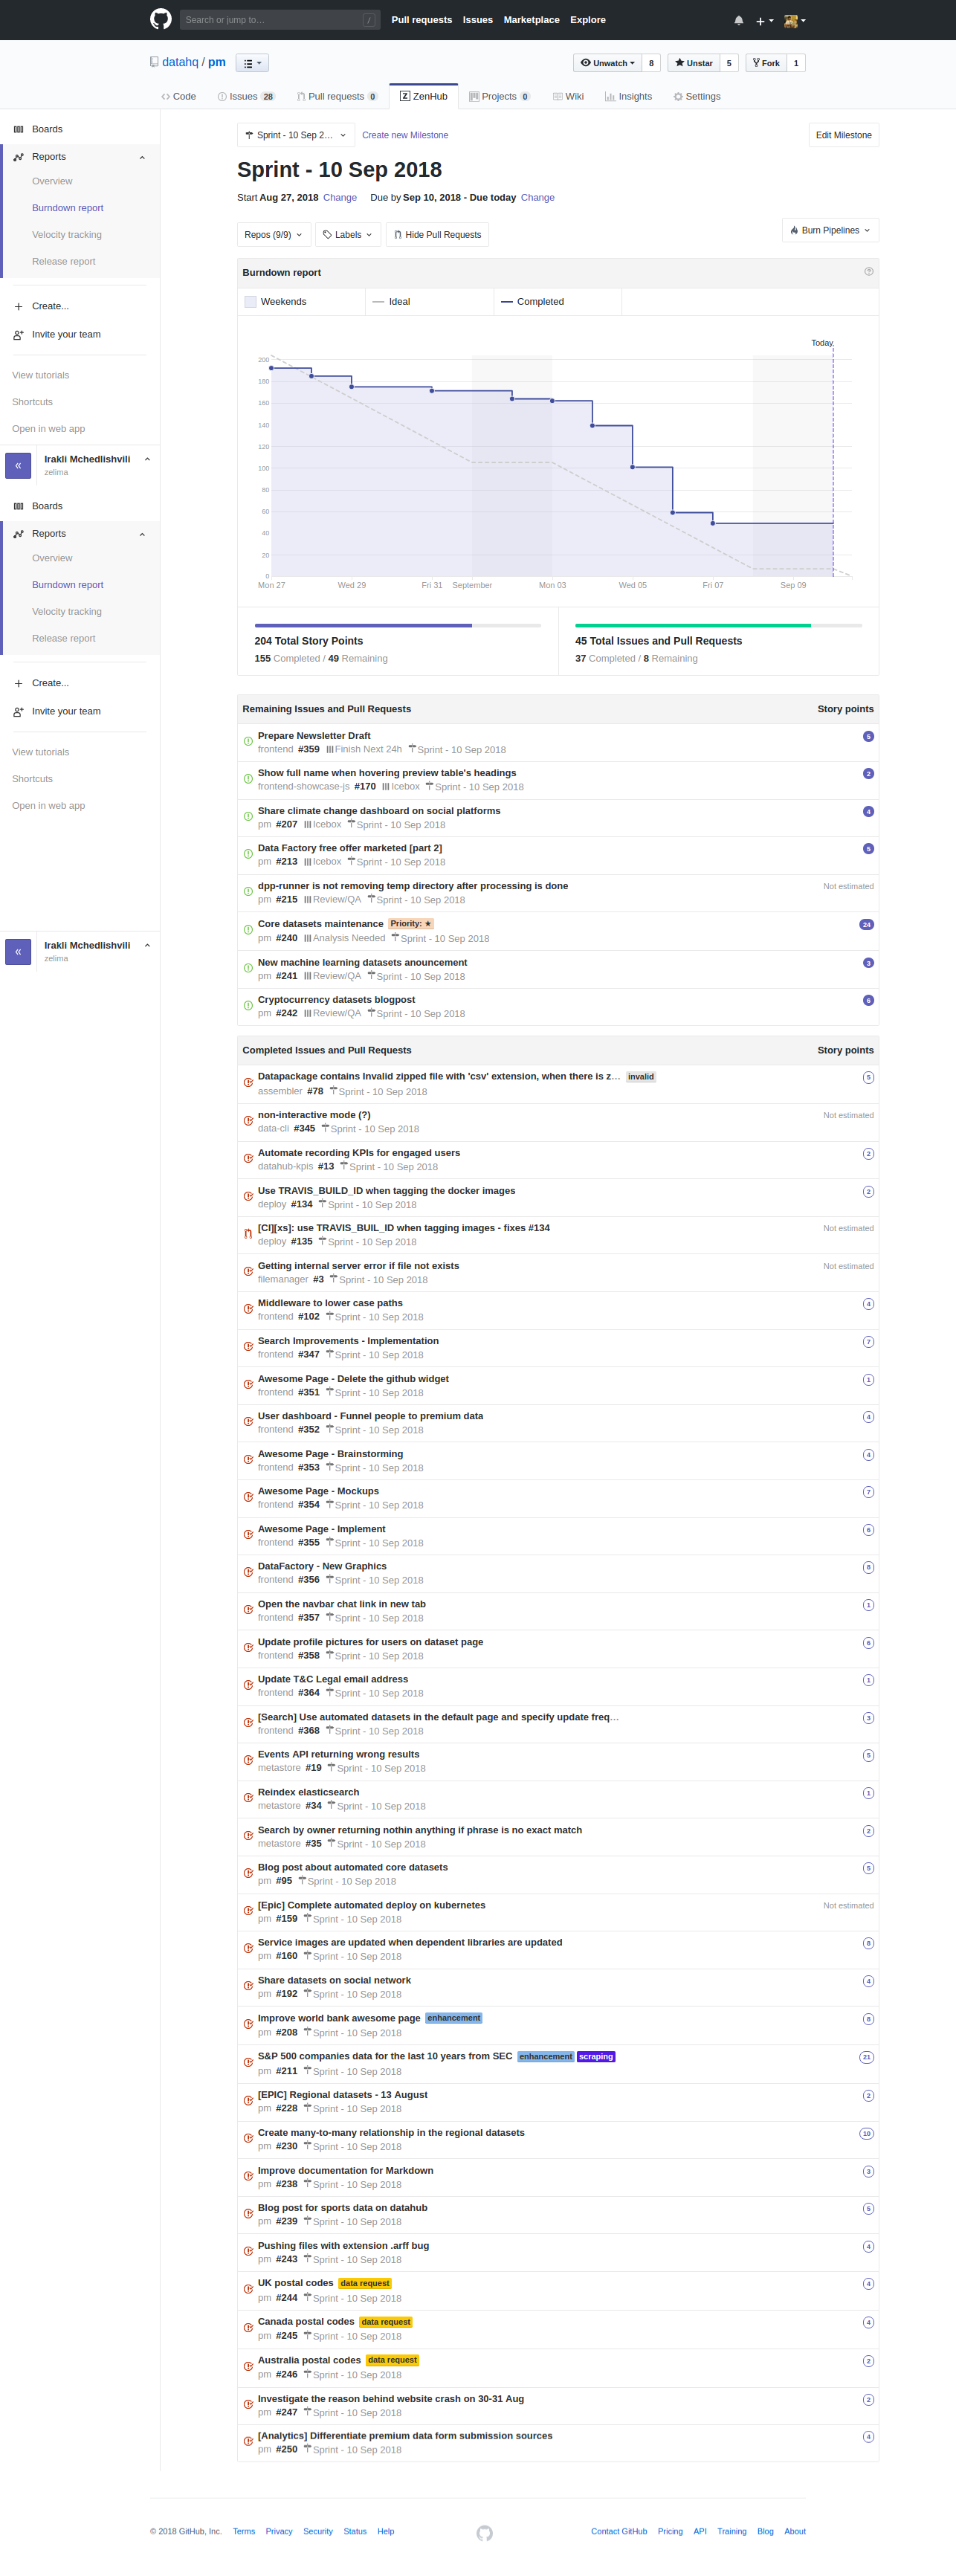 Search or jump to… /
Pull requests Issues Marketplace Explore
datahq / pm
Unwatch 8 Unstar 5 Fork 1
Code Issues 28 Pull requests 0 ZenHub Projects 0 Wiki Insights Settings
Boards
Reports
Overview
Burndown report
Velocity tracking
Release report
Create...
Invite your team
View tutorials
Shortcuts
Open in web app
Irakli Mchedlishvili
zelima
Boards
Reports
Overview
Burndown report
Velocity tracking
Release report
Create...
Invite your team
View tutorials
Shortcuts
Open in web app
Irakli Mchedlishvili
zelima
Sprint - 10 Sep 2... Create new Milestone Edit Milestone
Sprint - 10 Sep 2018
Start Aug 27, 2018 Change Due by Sep 10, 2018 - Due today Change
Repos (9/9) Labels Hide Pull Requests Burn Pipelines
Burndown report
Weekends Ideal Completed
Today
200
180
160
140
120
100
80
60
40
20
0
Mon 27 Wed 29 Fri 31 September Mon 03 Wed 05 Fri 07 Sep 09
204 Total Story Points
155 Completed / 49 Remaining
45 Total Issues and Pull Requests
37 Completed / 8 Remaining
Remaining Issues and Pull Requests Story points
Prepare Newsletter Draft 5
frontend #359 Finish Next 24h Sprint - 10 Sep 2018
Show full name when hovering preview table's headings 2
frontend-showcase-js #170 Icebox Sprint - 10 Sep 2018
Share climate change dashboard on social platforms 4
pm #207 Icebox Sprint - 10 Sep 2018
Data Factory free offer marketed [part 2] 5
pm #213 Icebox Sprint - 10 Sep 2018
dpp-runner is not removing temp directory after processing is done Not estimated
pm #215 Review/QA Sprint - 10 Sep 2018
Core datasets maintenance Priority: ★ 24
pm #240 Analysis Needed Sprint - 10 Sep 2018
New machine learning datasets anouncement 3
pm #241 Review/QA Sprint - 10 Sep 2018
Cryptocurrency datasets blogpost 6
pm #242 Review/QA Sprint - 10 Sep 2018
Completed Issues and Pull Requests Story points
Datapackage contains Invalid zipped file with 'csv' extension, when there is z… invalid 5
assembler #78 Sprint - 10 Sep 2018
non-interactive mode (?) Not estimated
data-cli #345 Sprint - 10 Sep 2018
Automate recording KPIs for engaged users 2
datahub-kpis #13 Sprint - 10 Sep 2018
Use TRAVIS_BUILD_ID when tagging the docker images 2
deploy #134 Sprint - 10 Sep 2018
[CI][xs]: use TRAVIS_BUIL_ID when tagging images - fixes #134 Not estimated
deploy #135 Sprint - 10 Sep 2018
Getting internal server error if file not exists Not estimated
filemanager #3 Sprint - 10 Sep 2018
Middleware to lower case paths 4
frontend #102 Sprint - 10 Sep 2018
Search Improvements - Implementation 7
frontend #347 Sprint - 10 Sep 2018
Awesome Page - Delete the github widget 1
frontend #351 Sprint - 10 Sep 2018
User dashboard - Funnel people to premium data 4
frontend #352 Sprint - 10 Sep 2018
Awesome Page - Brainstorming 4
frontend #353 Sprint - 10 Sep 2018
Awesome Page - Mockups 7
frontend #354 Sprint - 10 Sep 2018
Awesome Page - Implement 6
frontend #355 Sprint - 10 Sep 2018
DataFactory - New Graphics 8
frontend #356 Sprint - 10 Sep 2018
Open the navbar chat link in new tab 1
frontend #357 Sprint - 10 Sep 2018
Update profile pictures for users on dataset page 6
frontend #358 Sprint - 10 Sep 2018
Update T&C Legal email address 1
frontend #364 Sprint - 10 Sep 2018
[Search] Use automated datasets in the default page and specify update freq… 3
frontend #368 Sprint - 10 Sep 2018
Events API returning wrong results 5
metastore #19 Sprint - 10 Sep 2018
Reindex elasticsearch 1
metastore #34 Sprint - 10 Sep 2018
Search by owner returning nothin anything if phrase is no exact match 2
metastore #35 Sprint - 10 Sep 2018
Blog post about automated core datasets 5
pm #95 Sprint - 10 Sep 2018
[Epic] Complete automated deploy on kubernetes Not estimated
pm #159 Sprint - 10 Sep 2018
Service images are updated when dependent libraries are updated 8
pm #160 Sprint - 10 Sep 2018
Share datasets on social network 4
pm #192 Sprint - 10 Sep 2018
Improve world bank awesome page enhancement 8
pm #208 Sprint - 10 Sep 2018
S&P 500 companies data for the last 10 years from SEC enhancement scraping 21
pm #211 Sprint - 10 Sep 2018
[EPIC] Regional datasets - 13 August 2
pm #228 Sprint - 10 Sep 2018
Create many-to-many relationship in the regional datasets 10
pm #230 Sprint - 10 Sep 2018
Improve documentation for Markdown 3
pm #238 Sprint - 10 Sep 2018
Blog post for sports data on datahub 5
pm #239 Sprint - 10 Sep 2018
Pushing files with extension .arff bug 4
pm #243 Sprint - 10 Sep 2018
UK postal codes data request 4
pm #244 Sprint - 10 Sep 2018
Canada postal codes data request 4
pm #245 Sprint - 10 Sep 2018
Australia postal codes data request 2
pm #246 Sprint - 10 Sep 2018
Investigate the reason behind website crash on 30-31 Aug 2
pm #247 Sprint - 10 Sep 2018
[Analytics] Differentiate premium data form submission sources 4
pm #250 Sprint - 10 Sep 2018
© 2018 GitHub, Inc. Terms Privacy Security Status Help Contact GitHub Pricing API Training Blog About